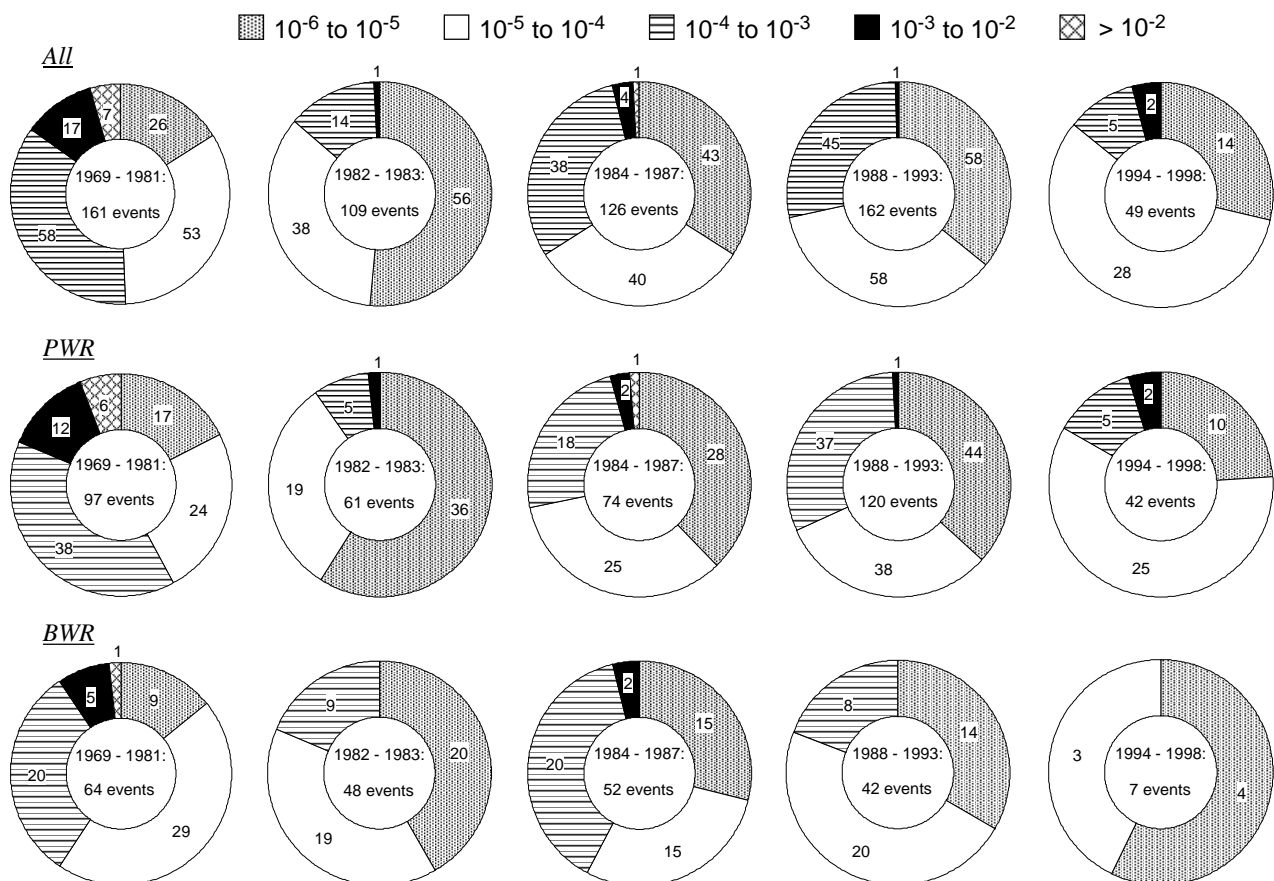 10-6 to 10-5 10-5 to 10-4 10-4 to 10-3 10-3 to 10-2 > 10-2
All
17 7 26 58 53
1969 - 1981:
161 events
1 14 38 56
1982 - 1983:
109 events
1 4 38 43 40
1984 - 1987:
126 events
1 45 58 58
1988 - 1993:
162 events
2 5 14 28
1994 - 1998:
49 events
PWR
12 6 17 38 24
1969 - 1981:
97 events
1 5 19 36
1982 - 1983:
61 events
1 2 18 28 25
1984 - 1987:
74 events
1 37 44 38
1988 - 1993:
120 events
2 5 10 25
1994 - 1998:
42 events
BWR
1 5 9 20 29
1969 - 1981:
64 events
9 20 19
1982 - 1983:
48 events
2 15 20 15
1984 - 1987:
52 events
8 14 20
1988 - 1993:
42 events
3 4
1994 - 1998:
7 events